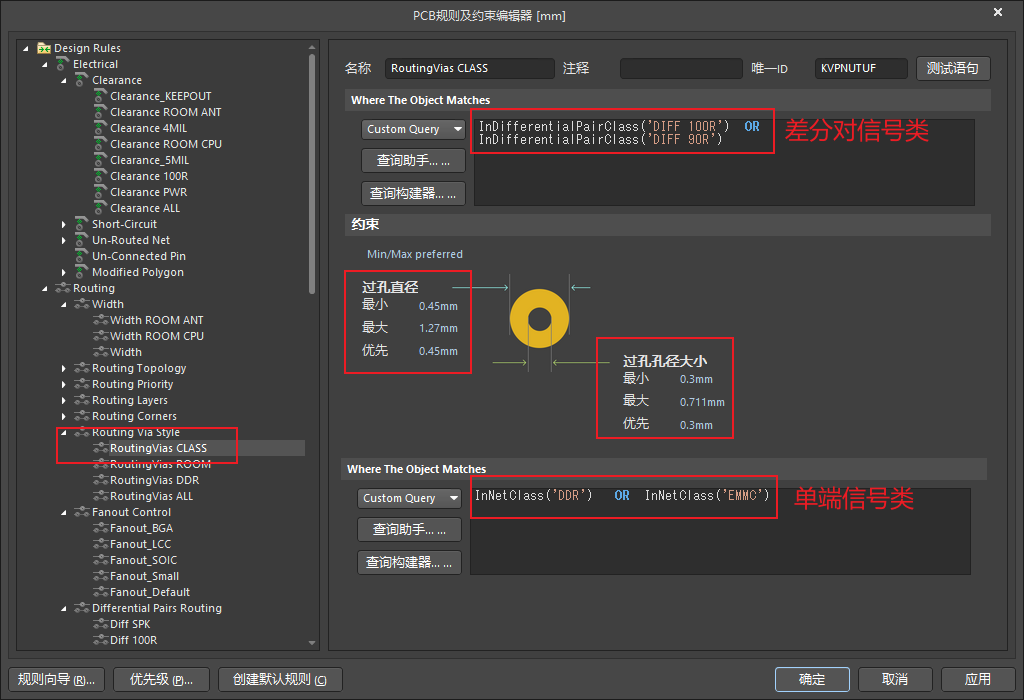 PCB规则及约束编辑器 [mm]
Design Rules
Electrical
Clearance
Clearance_KEEPOUT
Clearance ROOM ANT
Clearance 4MIL
Clearance ROOM CPU
Clearance_5MIL
Clearance 100R
Clearance PWR
Clearance ALL
Short-Circuit
Un-Routed Net
Un-Connected Pin
Modified Polygon
Routing
Width
Width ROOM ANT
Width ROOM CPU
Width
Routing Topology
Routing Priority
Routing Layers
Routing Corners
Routing Via Style
RoutingVias CLASS
RoutingVias ROOM
RoutingVias DDR
RoutingVias ALL
Fanout Control
Fanout_BGA
Fanout_LCC
Fanout_SOIC
Fanout_Small
Fanout_Default
Differential Pairs Routing
Diff SPK
Diff 100R
名称 RoutingVias CLASS 注释 唯一ID KVPNUTUF 测试语句
Where The Object Matches
Custom Query
InDifferentialPairClass('DIFF 100R') OR
InDifferentialPairClass('DIFF 90R')
差分对信号类
查询助手... ...
查询构建器... ...
约束
Min/Max preferred
过孔直径
最小 0.45mm
最大 1.27mm
优先 0.45mm
过孔孔径大小
最小 0.3mm
最大 0.711mm
优先 0.3mm
Where The Object Matches
Custom Query
InNetClass('DDR') OR InNetClass('EMMC')
单端信号类
查询助手... ...
查询构建器... ...
规则向导 (R)... 优先级 (P)... 创建默认规则 (C) 确定 取消 应用